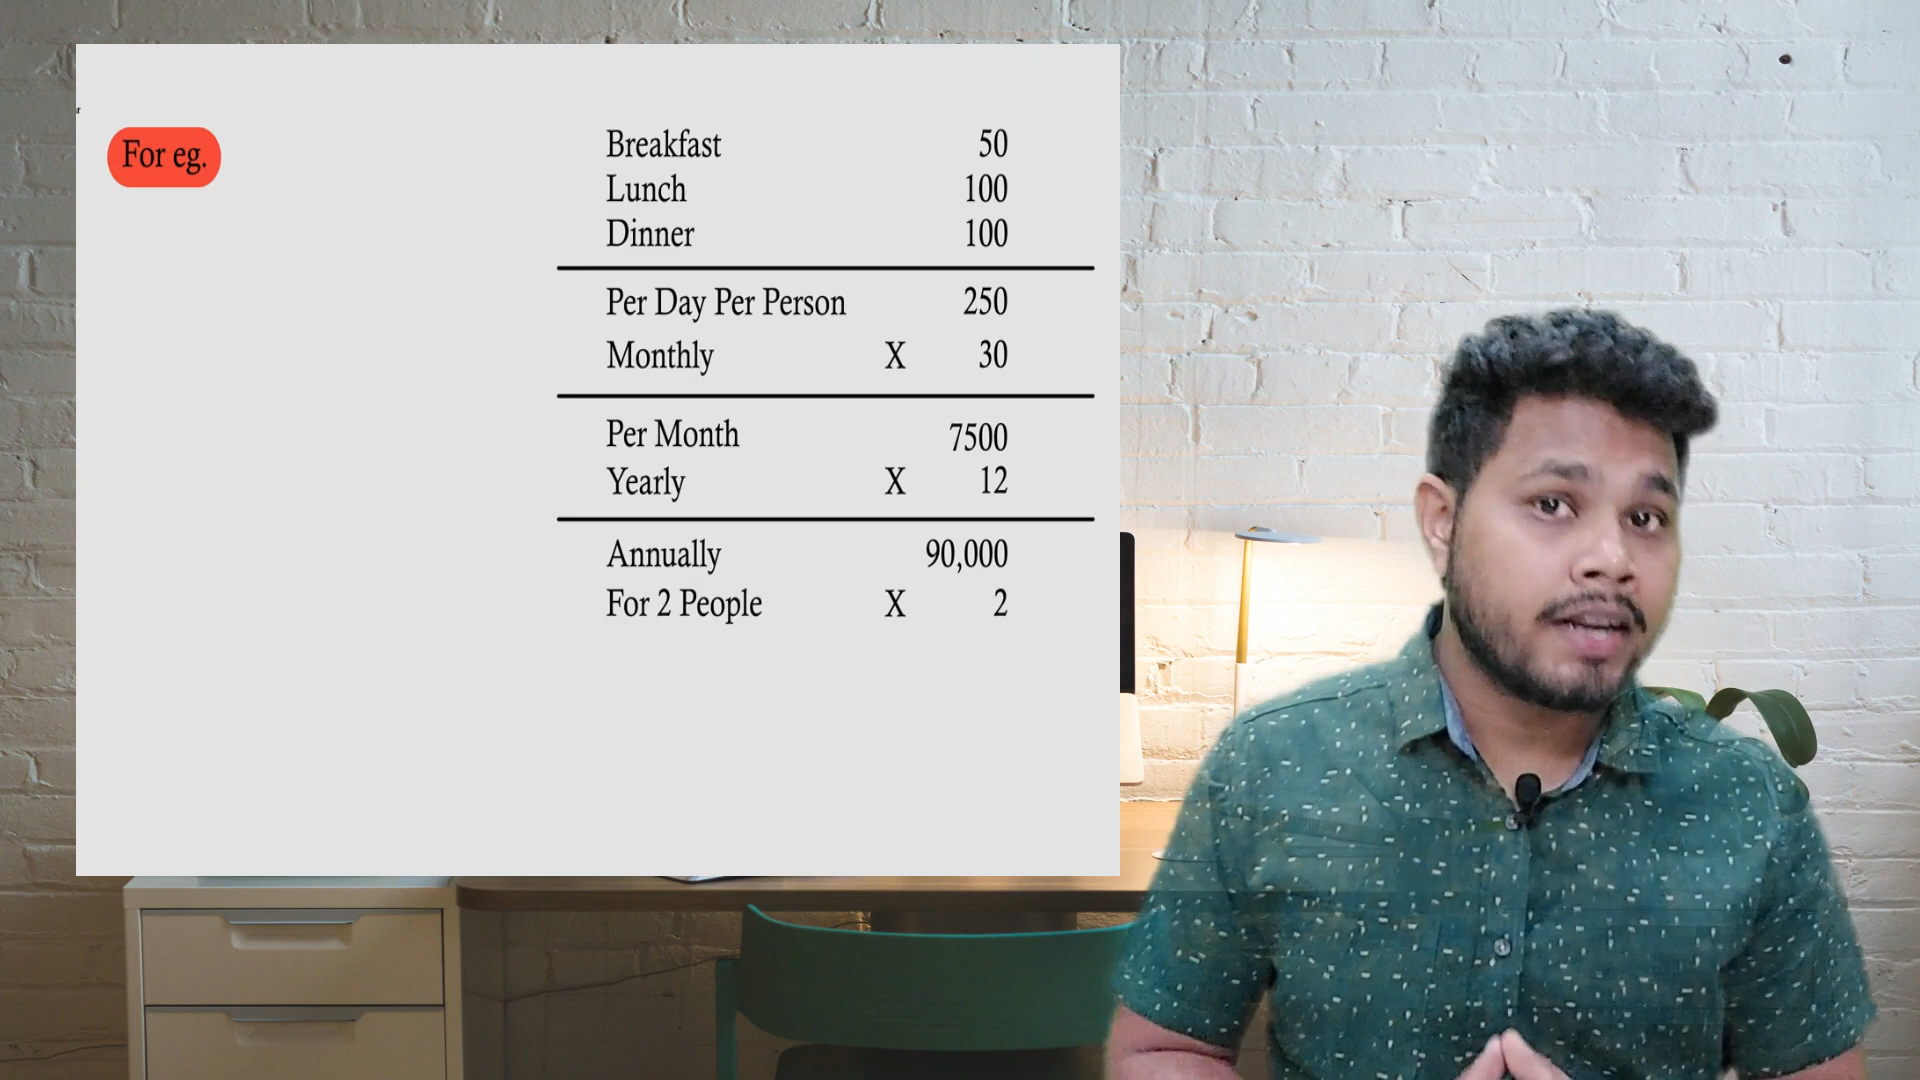 For eg.
Breakfast 50
Lunch 100
Dinner 100
Per Day Per Person 250
Monthly X 30
Per Month 7500
Yearly X 12
Annually 90,000
For 2 People X 2